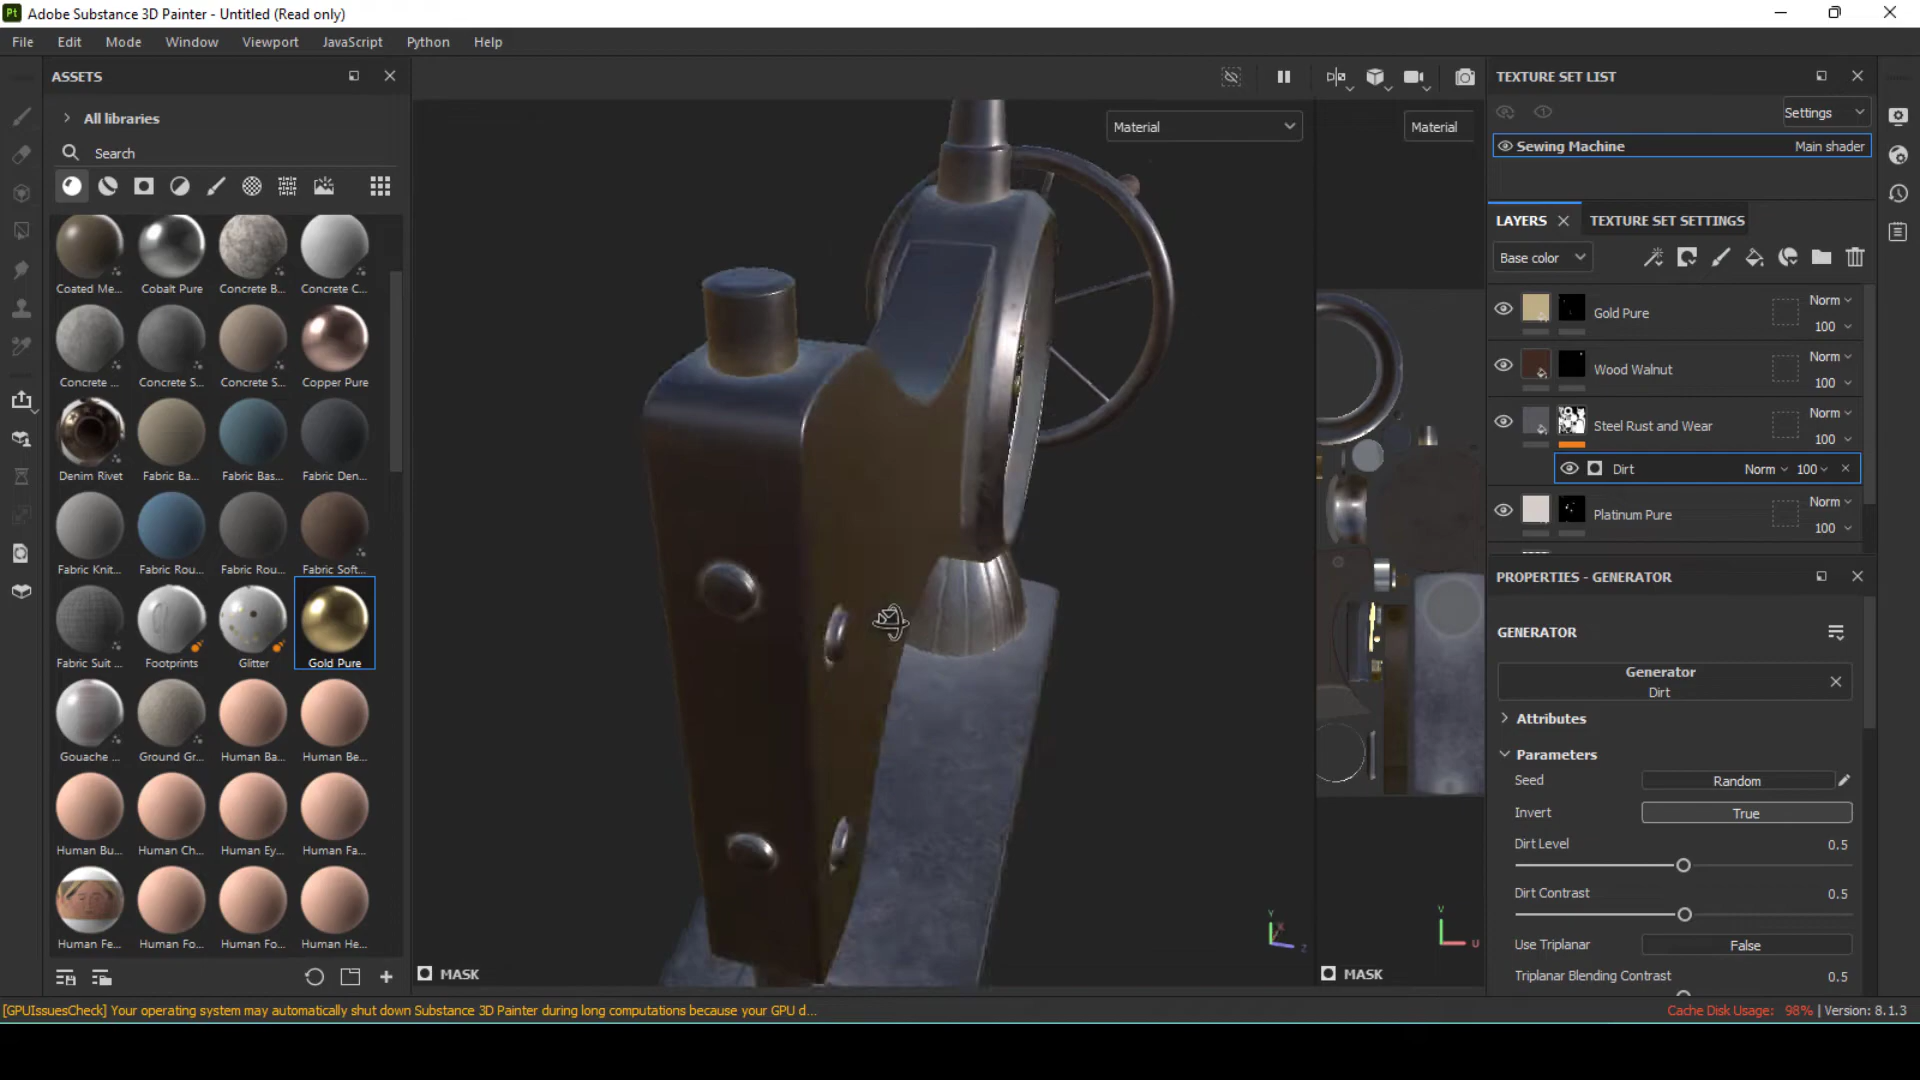 Pt Adobe Substance 3D Painter - Untitled (Read only)
File Edit Mode Window Viewport JavaScript Python Help
ASSETS
All libraries
Search
Coated Me... Cobalt Pure Concrete B... Concrete C...
Concrete ... Concrete S... Concrete S... Copper Pure
Denim Rivet Fabric Ba... Fabric Bas... Fabric Den...
Fabric Knit... Fabric Rou... Fabric Rou... Fabric Soft...
Fabric Suit ... Footprints Glitter Gold Pure
Gouache ... Ground Gr... Human Ba... Human Be...
Human Bu... Human Ch... Human Ey... Human Fa...
Human Fe... Human Fo... Human Fo... Human He...
Material
Y
Z
MASK
Material
V
U
MASK
TEXTURE SET LIST
Settings
Sewing Machine Main shader
LAYERS TEXTURE SET SETTINGS
Base color
Gold Pure Norm 100
Wood Walnut Norm 100
Steel Rust and Wear Norm 100
Dirt Norm 100
Platinum Pure Norm 100
PROPERTIES - GENERATOR
GENERATOR
Generator
Dirt
Attributes
Parameters
Seed Random
Invert True
Dirt Level 0.5
Dirt Contrast 0.5
Use Triplanar False
Triplanar Blending Contrast 0.5
[GPUIssuesCheck] Your operating system may automatically shut down Substance 3D Painter during long computations because your GPU d...
Cache Disk Usage: 98% | Version: 8.1.3